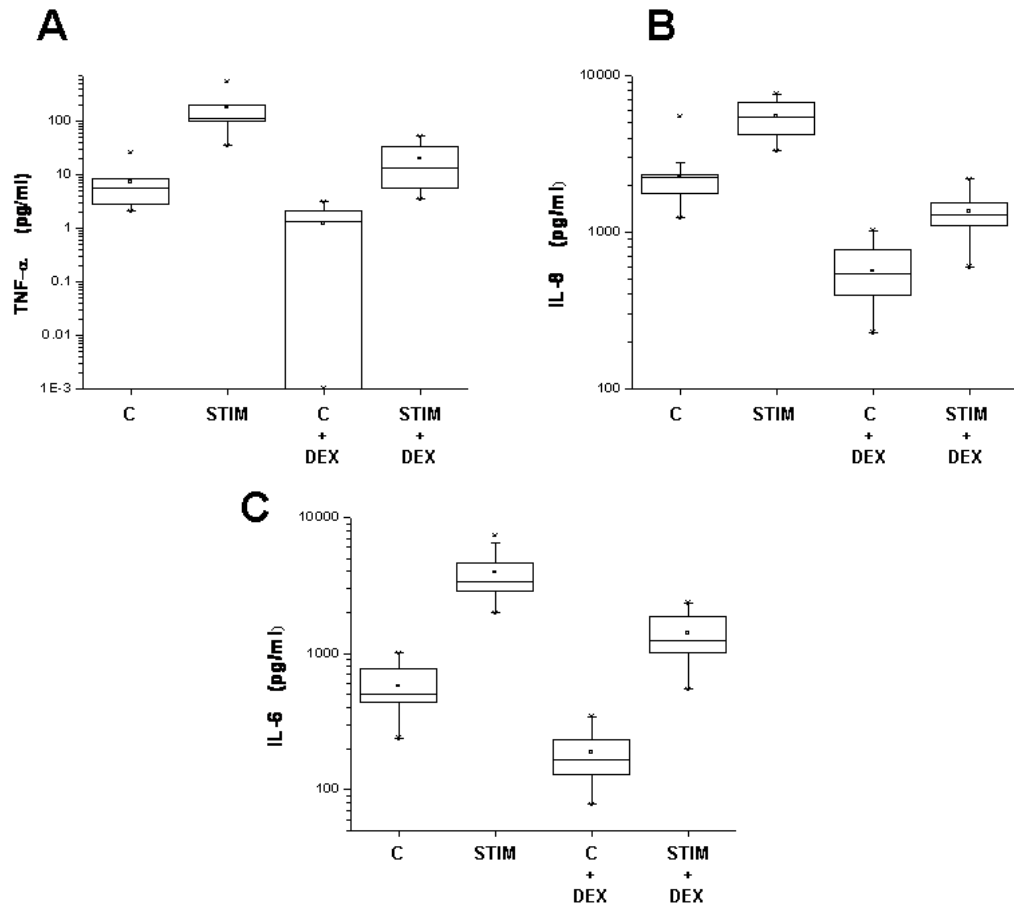 A
TNF-α (pg/ml)
100
10
1
0.1
0.01
1E-3
C
STIM
C
+
DEX
STIM
+
DEX
B
IL-8 (pg/ml)
10000
1000
100
C
STIM
C
+
DEX
STIM
+
DEX
C
IL-6 (pg/ml)
10000
1000
100
C
STIM
C
+
DEX
STIM
+
DEX